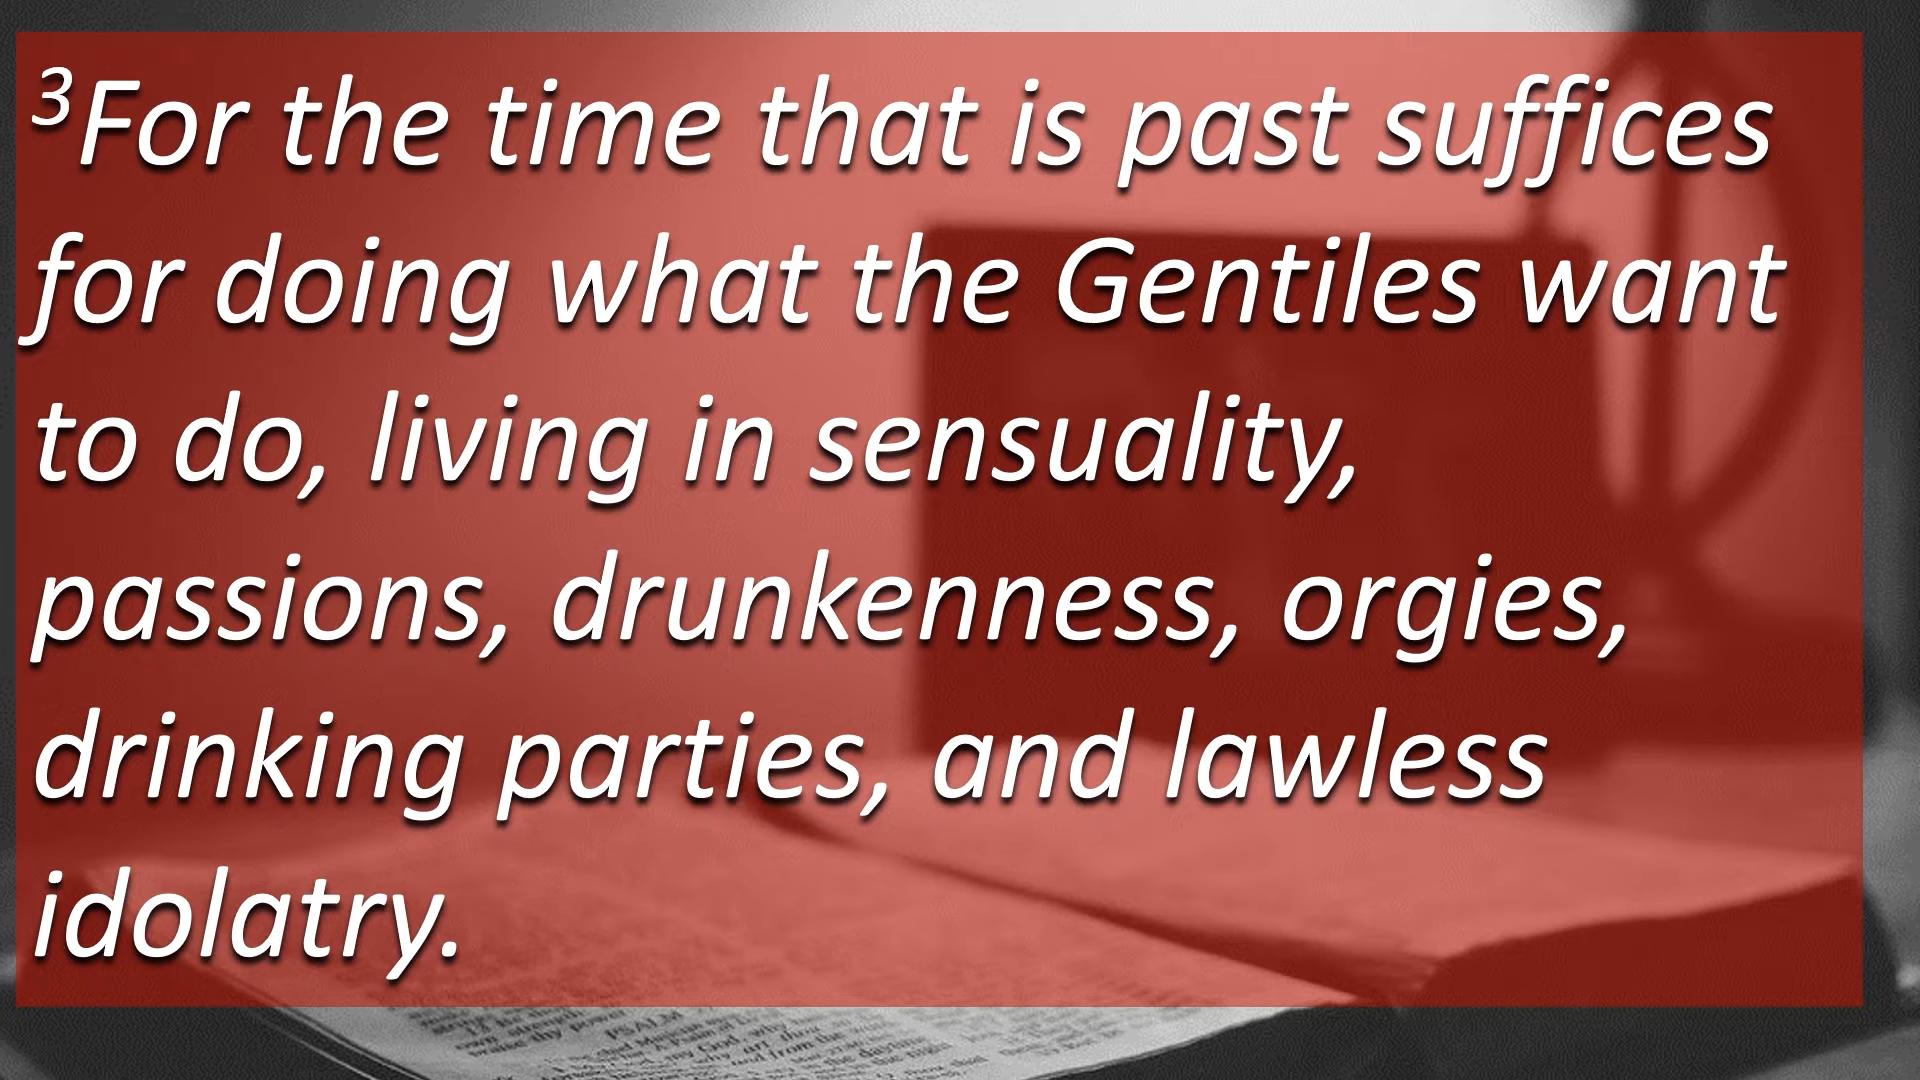 ³For the time that is past suffices
for doing what the Gentiles want
to do, living in sensuality,
passions, drunkenness, orgies,
drinking parties, and lawless
idolatry.
PSALM